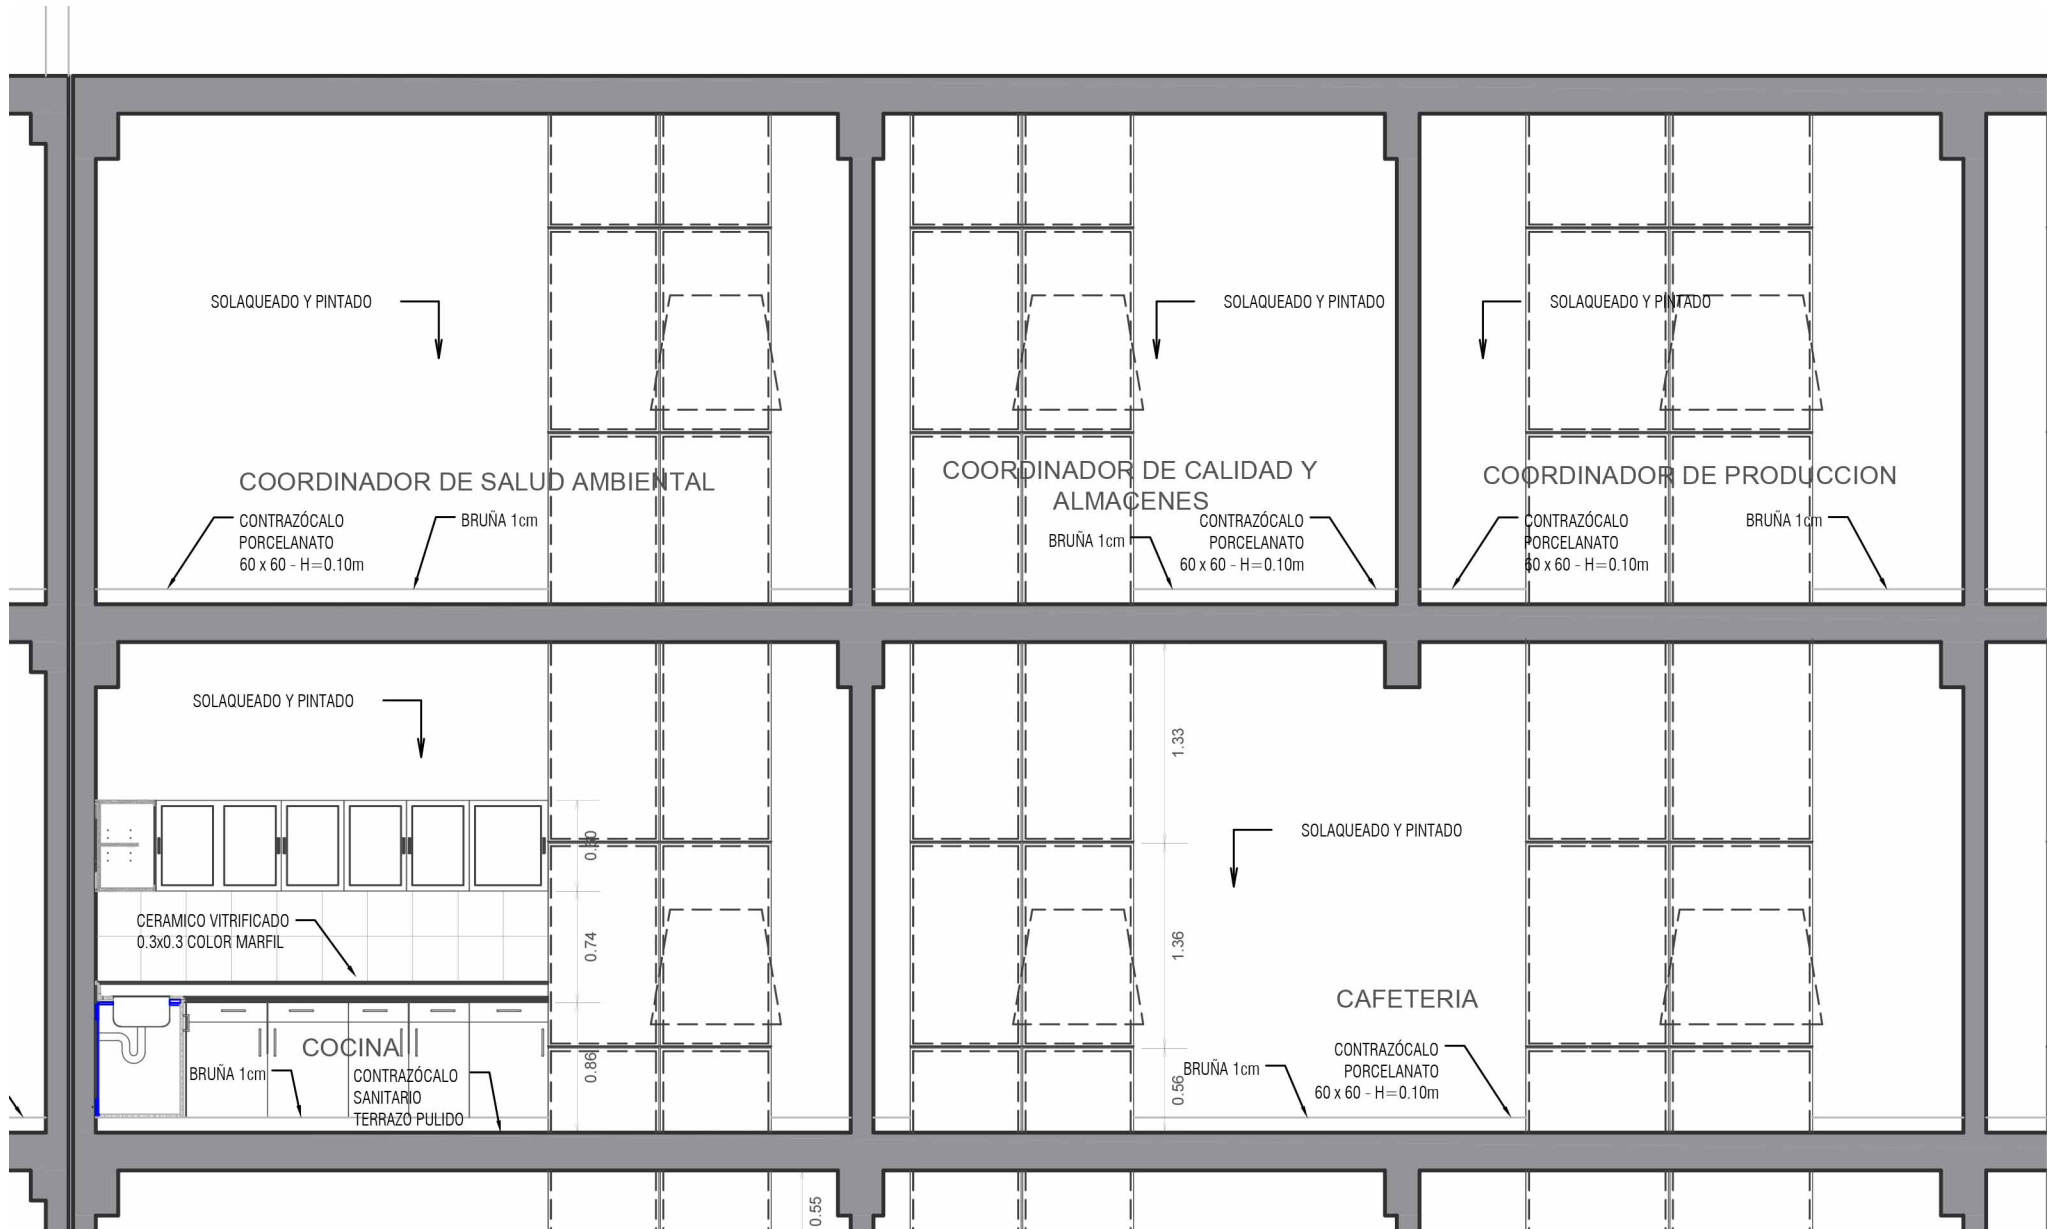 SOLAQUEADO Y PINTADO
SOLAQUEADO Y PINTADO
SOLAQUEADO Y PINTADO
COORDINADOR DE SALUD AMBIENTAL
CONTRAZÓCALO
PORCELANATO
60 x 60 - H=0.10m
BRUÑA 1cm
COORDINADOR DE CALIDAD Y
ALMACENES
BRUÑA 1cm
CONTRAZÓCALO
PORCELANATO
60 x 60 - H=0.10m
COORDINADOR DE PRODUCCION
CONTRAZÓCALO
PORCELANATO
60 x 60 - H=0.10m
BRUÑA 1cm
SOLAQUEADO Y PINTADO
CERAMICO VITRIFICADO
0.3x0.3 COLOR MARFIL
COCINA
BRUÑA 1cm
CONTRAZÓCALO
SANITARIO
TERRAZO PULIDO
0.60
0.74
0.86
1.33
1.36
0.56
SOLAQUEADO Y PINTADO
CAFETERIA
BRUÑA 1cm
CONTRAZÓCALO
PORCELANATO
60 x 60 - H=0.10m
0.55